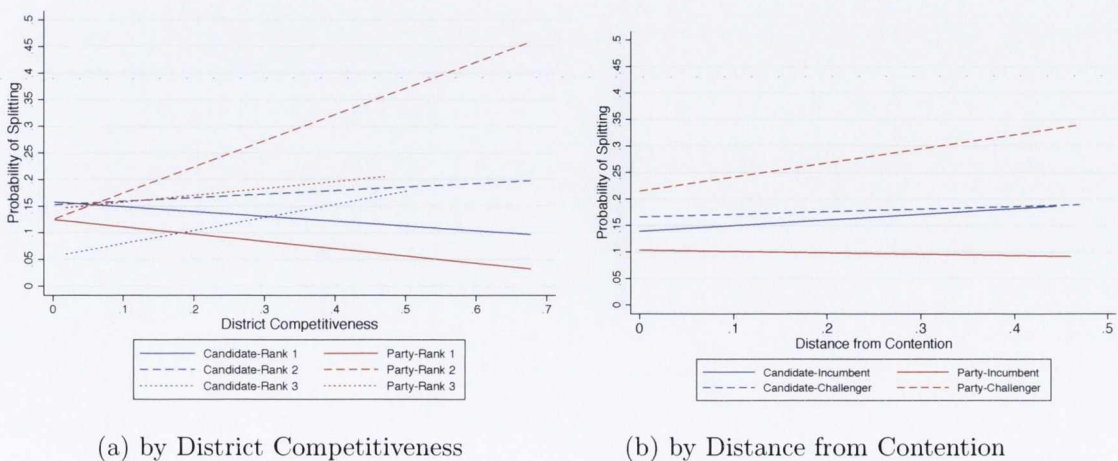 Probability of Splitting
.5
.45
.4
.35
.3
.25
.2
.15
.1
.05
0
0
.1
.2
.3
.4
.5
.6
.7
District Competitiveness
Candidate-Rank 1
Party-Rank 1
Candidate-Rank 2
Party-Rank 2
Candidate-Rank 3
Party-Rank 3
(a) by District Competitiveness
Probability of Splitting
.5
.45
.4
.35
.3
.25
.2
.15
.1
.05
0
0
.1
.2
.3
.4
.5
Distance from Contention
Candidate-Incumbent
Party-Incumbent
Candidate-Challenger
Party-Challenger
(b) by Distance from Contention